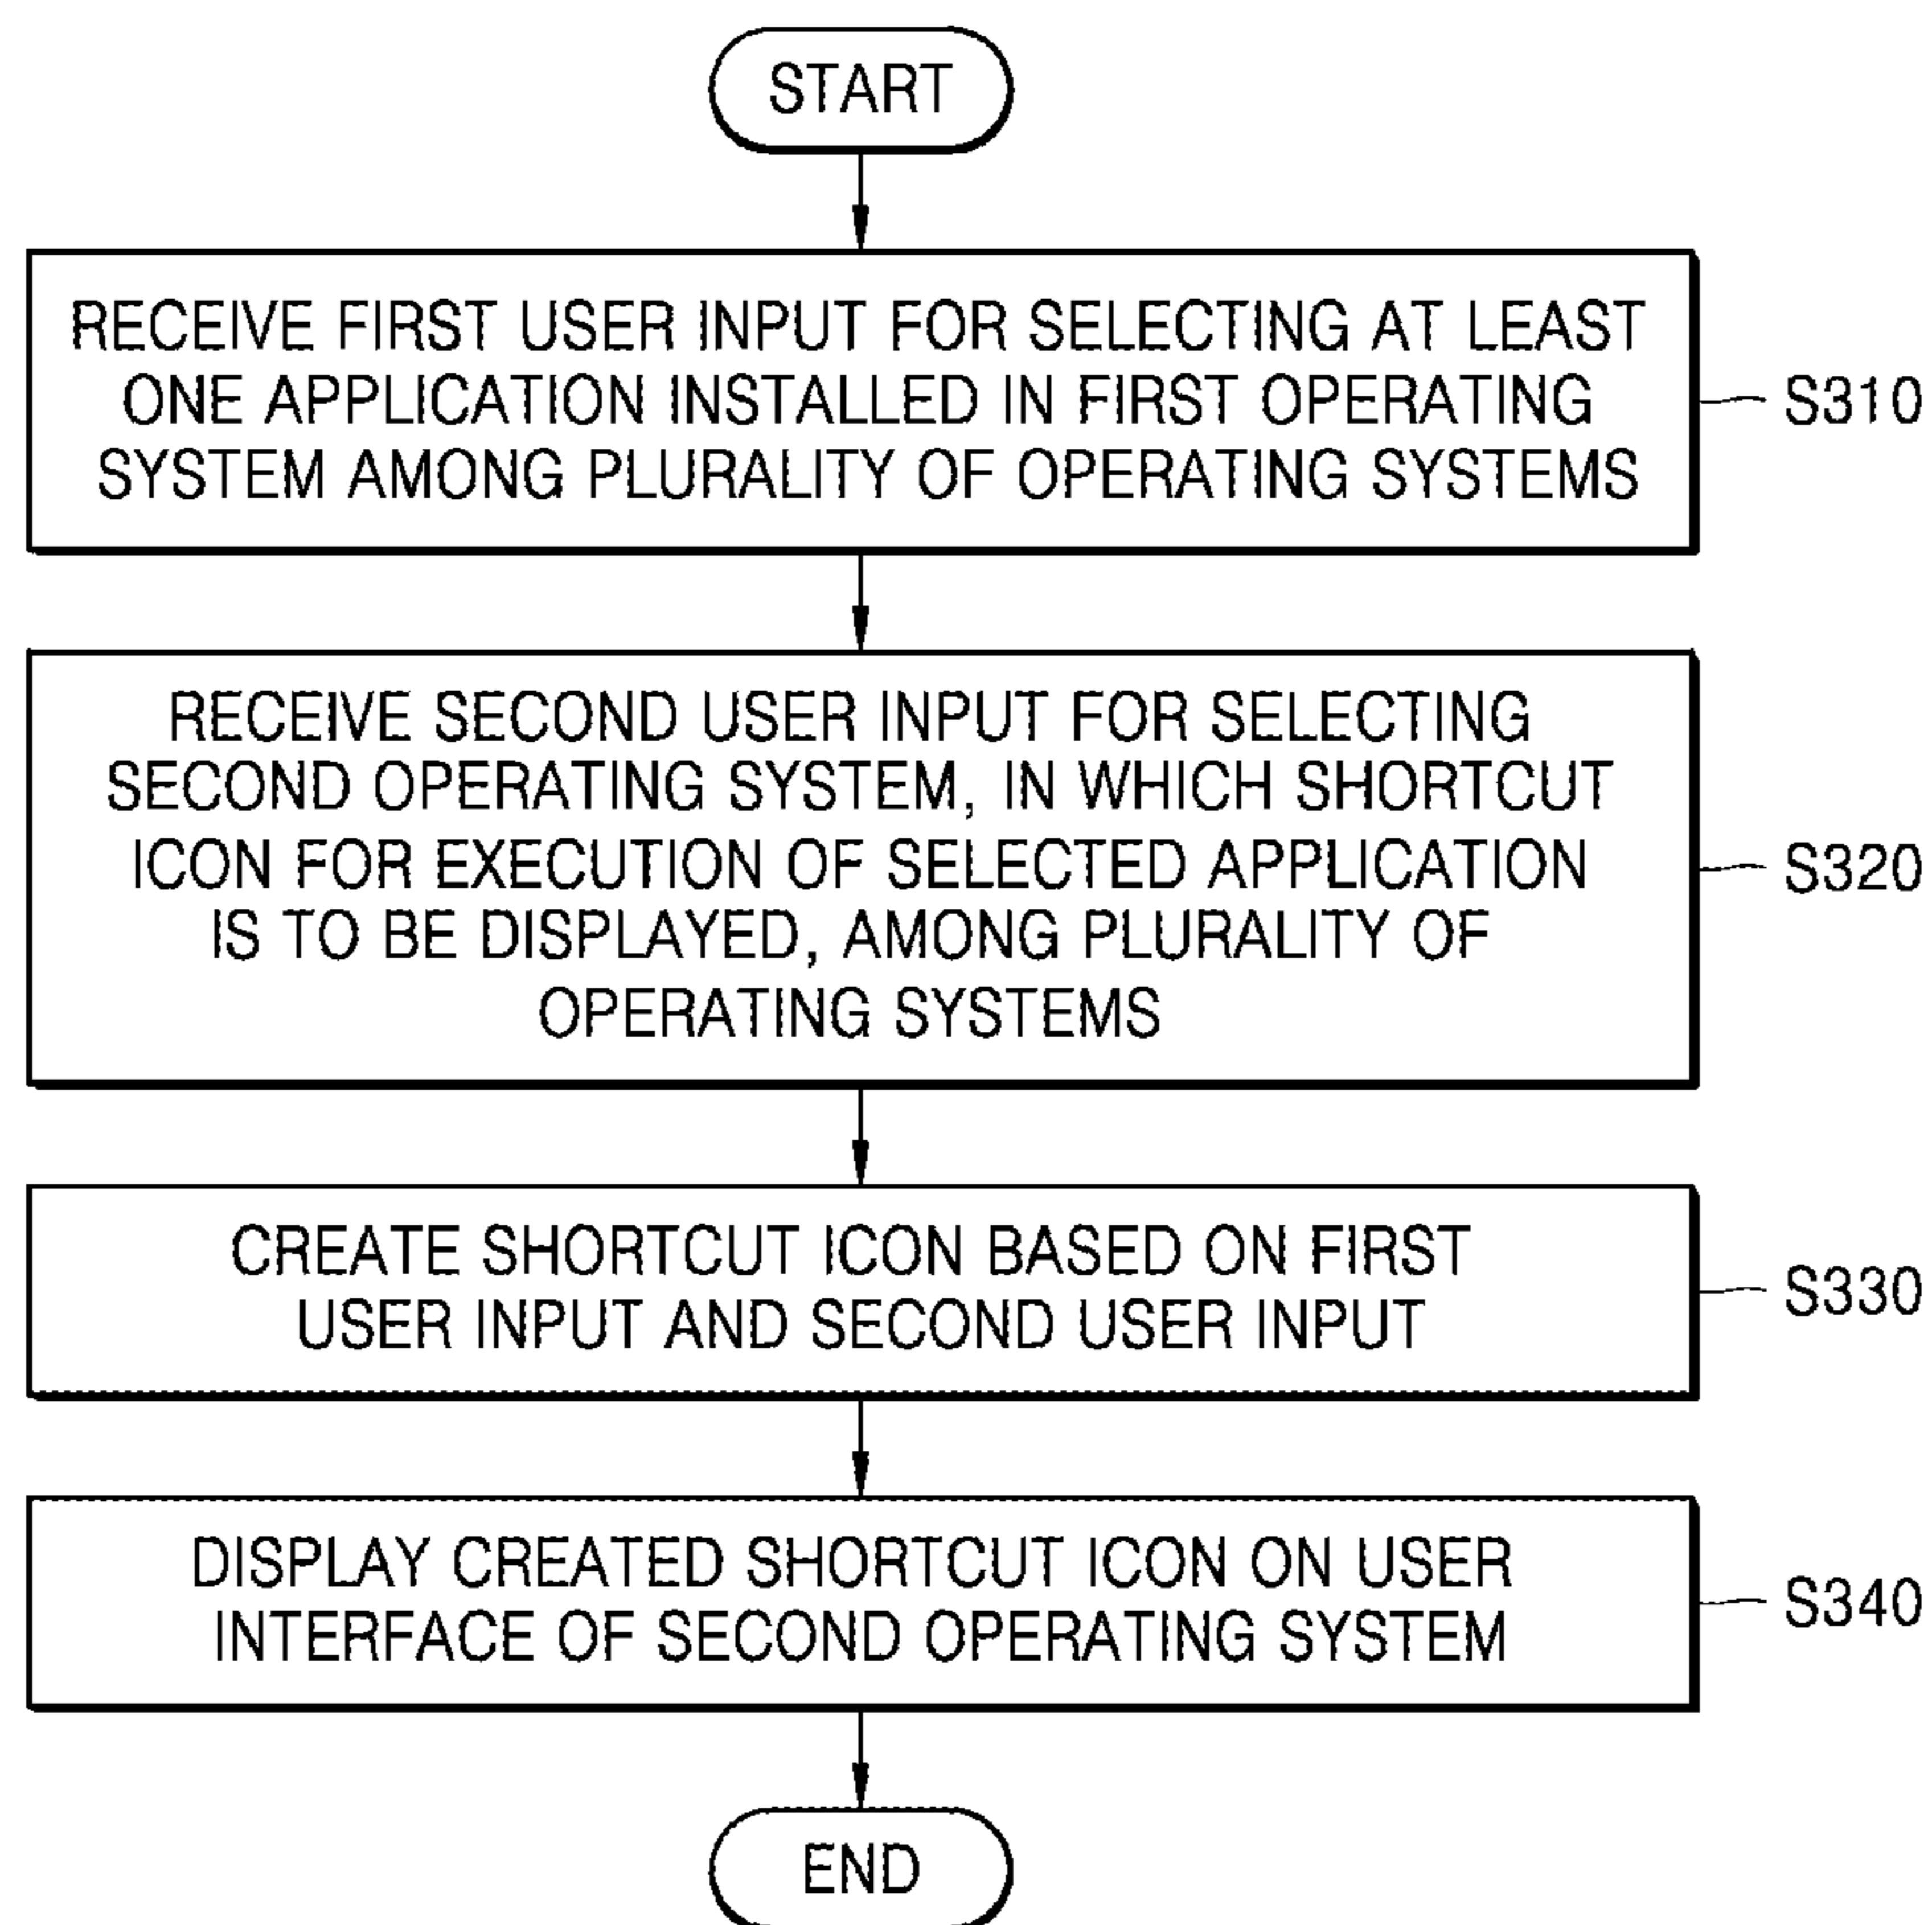 START
RECEIVE FIRST USER INPUT FOR SELECTING AT LEAST
ONE APPLICATION INSTALLED IN FIRST OPERATING
SYSTEM AMONG PLURALITY OF OPERATING SYSTEMS
S310
RECEIVE SECOND USER INPUT FOR SELECTING
SECOND OPERATING SYSTEM, IN WHICH SHORTCUT
ICON FOR EXECUTION OF SELECTED APPLICATION
IS TO BE DISPLAYED, AMONG PLURALITY OF
OPERATING SYSTEMS
S320
CREATE SHORTCUT ICON BASED ON FIRST
USER INPUT AND SECOND USER INPUT
S330
DISPLAY CREATED SHORTCUT ICON ON USER
INTERFACE OF SECOND OPERATING SYSTEM
S340
END